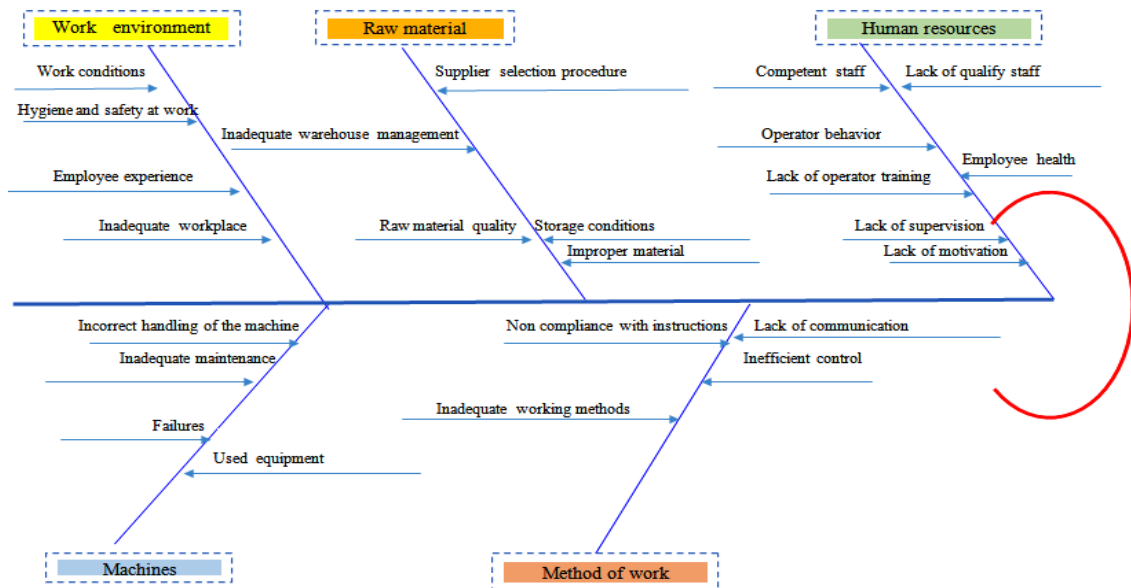 Work environment
Raw material
Human resources
Work conditions
Hygiene and safety at work
Employee experience
Inadequate workplace
Supplier selection procedure
Inadequate warehouse management
Raw material quality
Storage conditions
Improper material
Competent staff
Lack of qualify staff
Operator behavior
Employee health
Lack of operator training
Lack of supervision
Lack of motivation
Incorrect handling of the machine
Inadequate maintenance
Failures
Used equipment
Non compliance with instructions
Lack of communication
Inefficient control
Inadequate working methods
Machines
Method of work